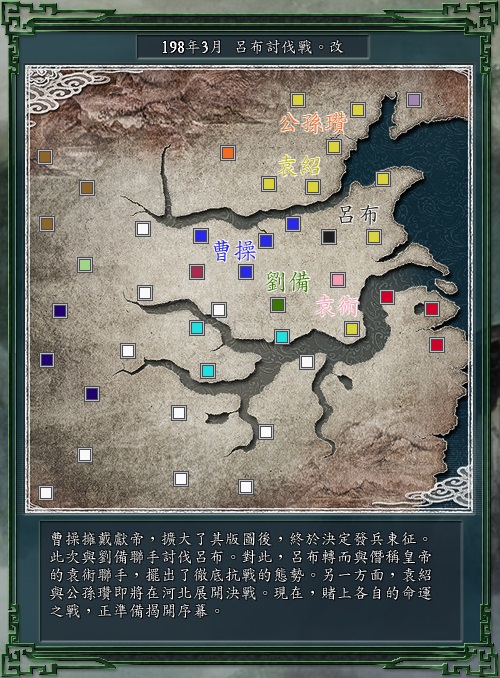 198年3月 呂布討伐戰。改
公孫瓚
袁紹
呂布
曹操
劉備
袁術
曹操擁戴獻帝，擴大了其版圖後，終於決定發兵東征。
此次與劉備聯手討伐呂布。對此，呂布轉而與僭稱皇帝
的袁術聯手，擺出了徹底抗戰的態勢。另一方面，袁紹
與公孫瓚即將在河北展開決戰。現在，賭上各自的命運
之戰，正準備揭開序幕。